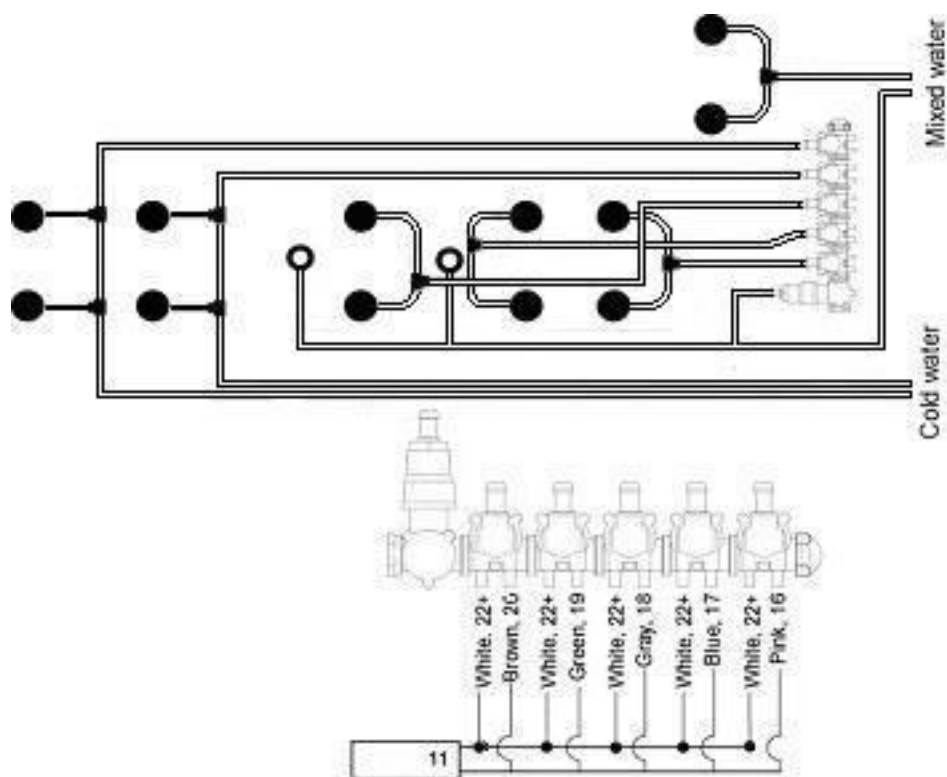 Mixed water
Cold water
White, 22+
Brown, 20
White, 22+
Green, 19
White, 22+
Gray, 18
White, 22+
Blue, 17
White, 22+
Pink, 16
11